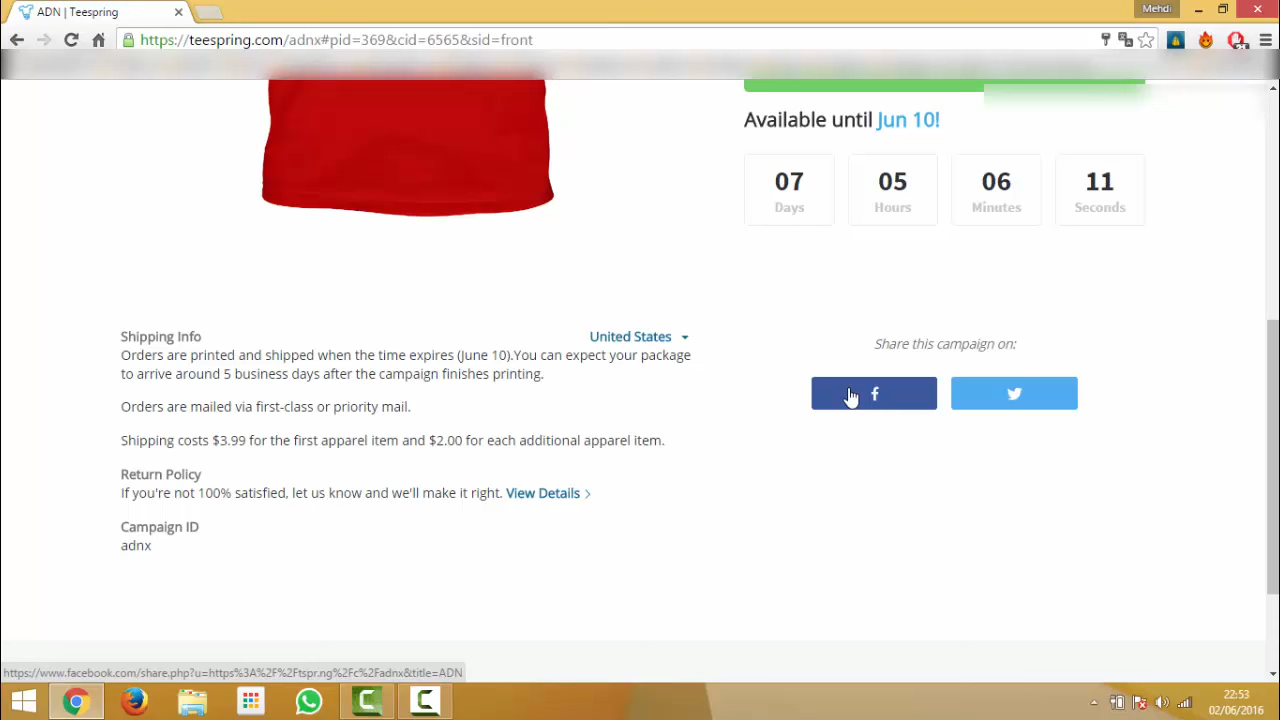 ADN | Teespring
Mehdi
https://teespring.com/adnx#pid=369&cid=6565&sid=front
Available until Jun 10!
07 05 06 11
Days Hours Minutes Seconds
Shipping Info United States
Orders are printed and shipped when the time expires (June 10).You can expect your package
to arrive around 5 business days after the campaign finishes printing.
Orders are mailed via first-class or priority mail.
Shipping costs $3.99 for the first apparel item and $2.00 for each additional apparel item.
Return Policy
If you're not 100% satisfied, let us know and we'll make it right. View Details >
Campaign ID
adnx
Share this campaign on:
https://www.facebook.com/share.php?u=https%3A%2F%2Ftspr.ng%2Fc%2Fadnx&title=ADN
22:53
02/06/2016